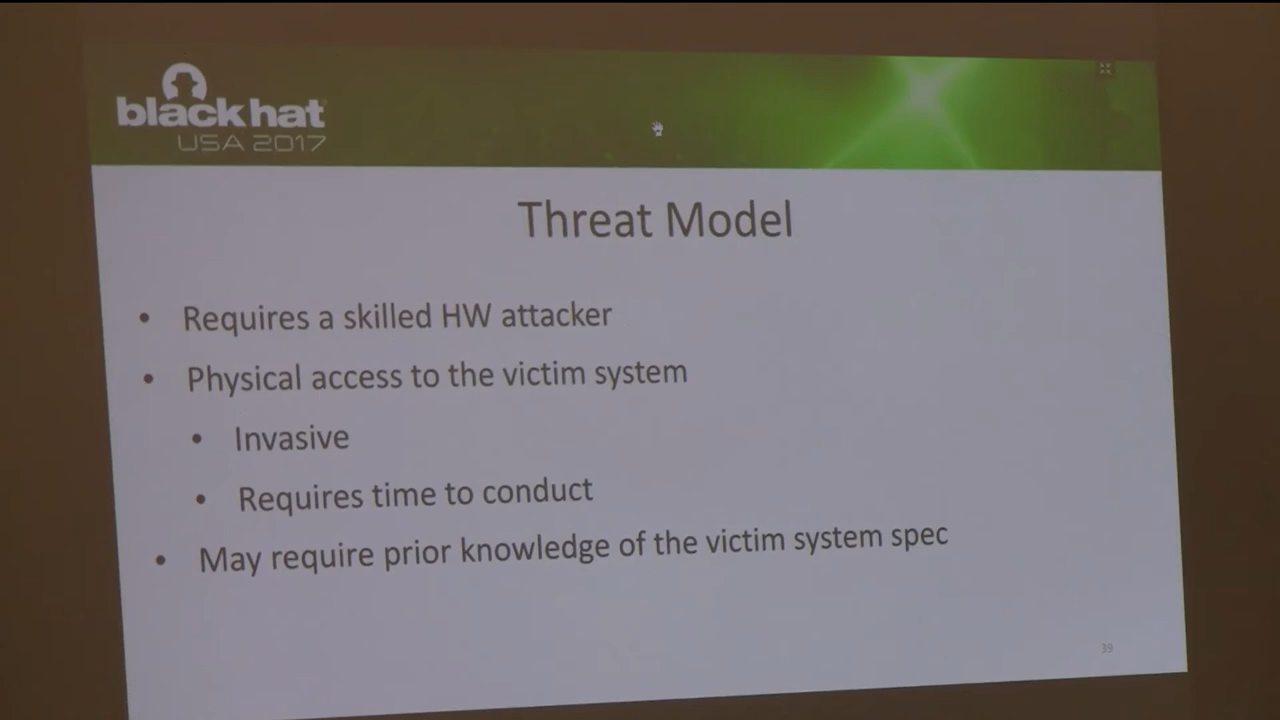 black hat
USA 2017
Threat Model
• Requires a skilled HW attacker
• Physical access to the victim system
• Invasive
• Requires time to conduct
• May require prior knowledge of the victim system spec
39